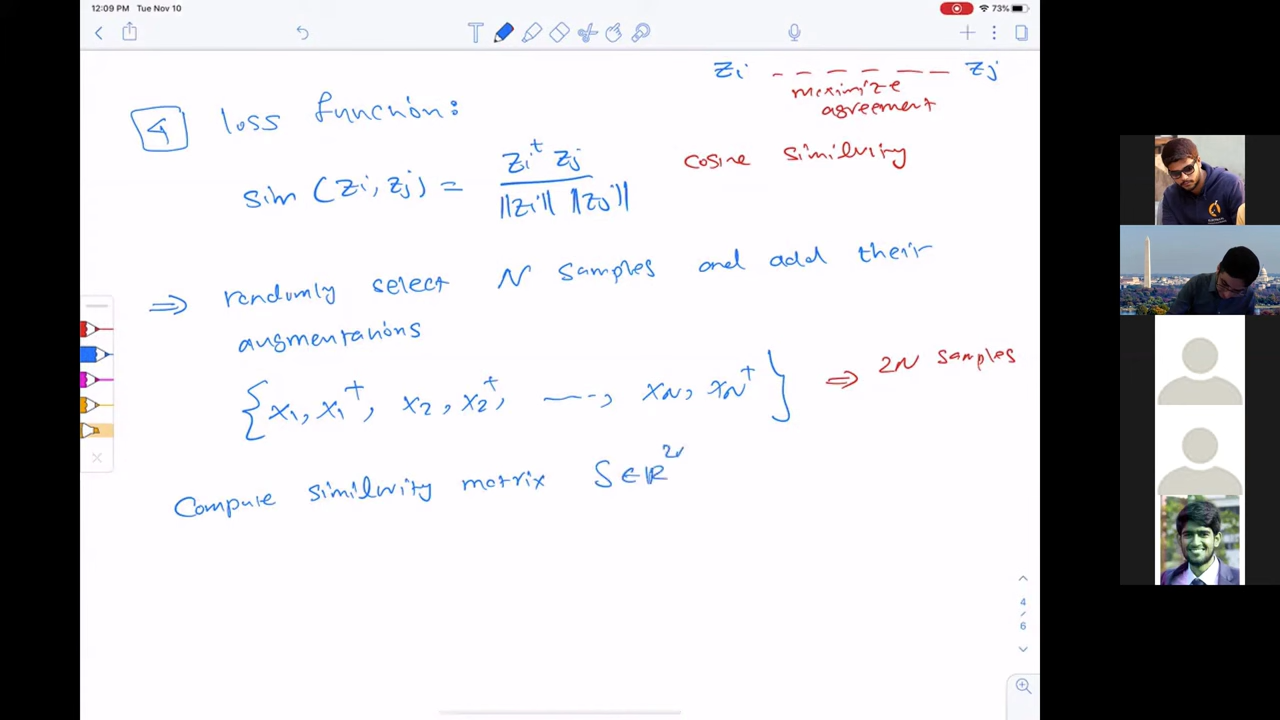 12:09 PM Tue Nov 10
73%
zi - - - - - - zj
maximize
agreement
4 loss function:
sim (zi, zj) = zi^t zj / ||zi|| ||zj||
cosine similarity
⇒ randomly select N samples and add their
augmentations
{ x1, x1^+, x2, x2^+, ----, xN, xN^+ } ⇒ 2N samples
Compute similarity matrix S ∈ ℝ^2N
4
/
6